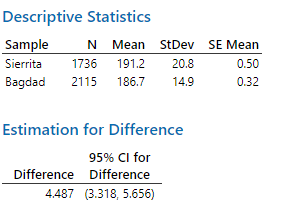 Descriptive Statistics
Sample N Mean StDev SE Mean
Sierrita 1736 191.2 20.8 0.50
Bagdad 2115 186.7 14.9 0.32
Estimation for Difference
95% CI for
Difference Difference
4.487 (3.318, 5.656)